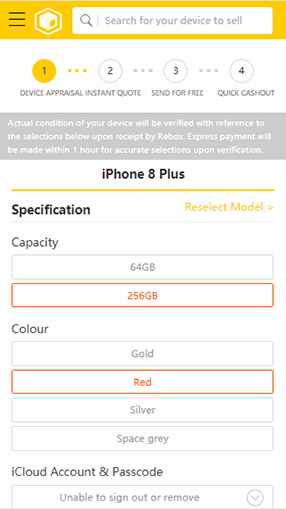 Search for your device to sell
1 2 3 4
DEVICE APPRAISAL INSTANT QUOTE SEND FOR FREE QUICK CASHOUT
Actual condition of your device will be verified with reference to
the selections below upon receipt by Rebox. Express payment will
be made within 1 hour for accurate selections upon verification.
iPhone 8 Plus
Specification Reselect Model >
Capacity
64GB
256GB
Colour
Gold
Red
Silver
Space grey
iCloud Account & Passcode
Unable to sign out or remove